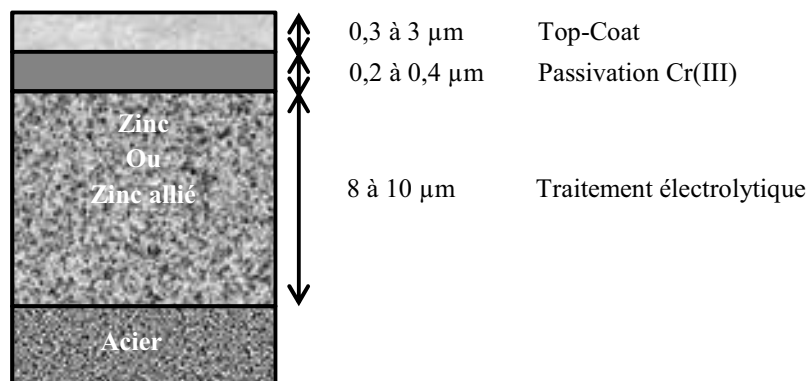 0,3 à 3 µm Top-Coat
0,2 à 0,4 µm Passivation Cr(III)
Zinc
Ou
Zinc allié
8 à 10 µm Traitement électrolytique
Acier